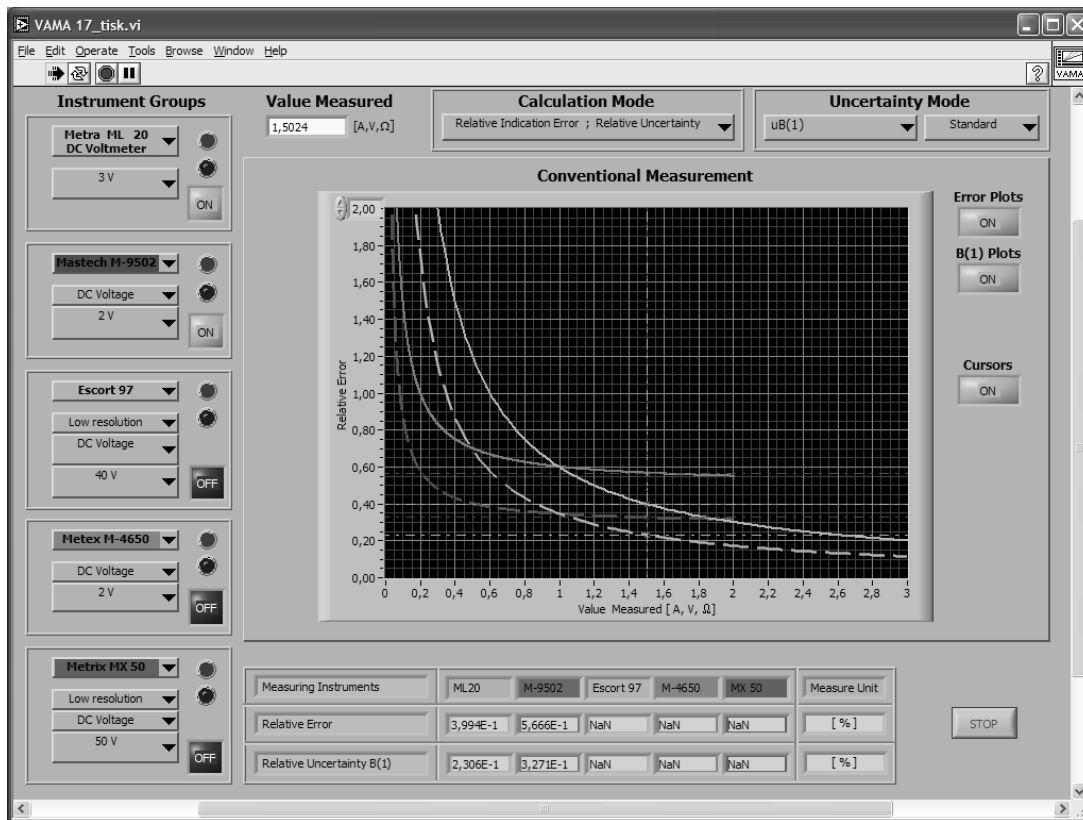 VAMA 17_tisk.vi
File Edit Operate Tools Browse Window Help
VAMA
Instrument Groups
Metra ML 20
DC Voltmeter
3 V
ON
Mastech M-9502
DC Voltage
2 V
ON
Escort 97
Low resolution
DC Voltage
40 V
OFF
Metex M-4650
DC Voltage
2 V
OFF
Metrix MX 50
Low resolution
DC Voltage
50 V
OFF
Value Measured
1,5024 [A,V,Ω]
Calculation Mode
Relative Indication Error ; Relative Uncertainty
Uncertainty Mode
uB(1) Standard
Conventional Measurement
2,00
1,80
1,60
1,40
1,20
1,00
0,80
0,60
0,40
0,20
0,00
Relative Error
0 0,2 0,4 0,6 0,8 1 1,2 1,4 1,6 1,8 2 2,2 2,4 2,6 2,8 3
Value Measured [ A, V, Ω ]
Error Plots
ON
B(1) Plots
ON
Cursors
ON
Measuring Instruments ML20 M-9502 Escort 97 M-4650 MX 50 Measure Unit
Relative Error 3,994E-1 5,666E-1 NaN NaN NaN [ % ]
Relative Uncertainty B(1) 2,306E-1 3,271E-1 NaN NaN NaN [ % ]
STOP